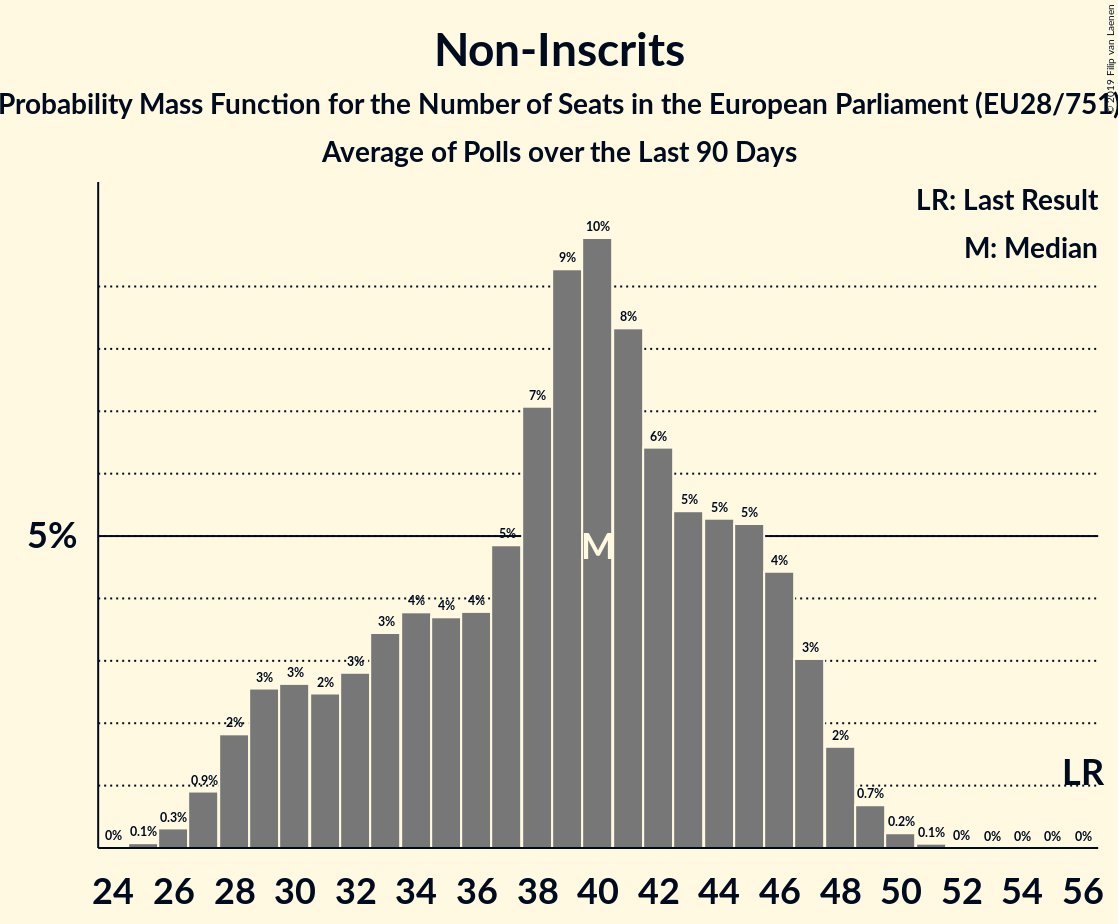 Non-Inscrits
Probability Mass Function for the Number of Seats in the European Parliament (EU28/751)
Average of Polls over the Last 90 Days
© 2019 Filip van Laenen
LR: Last Result
M: Median
5%
0% 0.1% 0.3% 0.9% 2% 3% 3% 2% 3% 3% 4% 4% 4% 5% 7% 9% 10% 8% 6% 5% 5% 5% 4% 3% 2% 0.7% 0.2% 0.1% 0% 0% 0% 0% 0%
M
LR
24 26 28 30 32 34 36 38 40 42 44 46 48 50 52 54 56